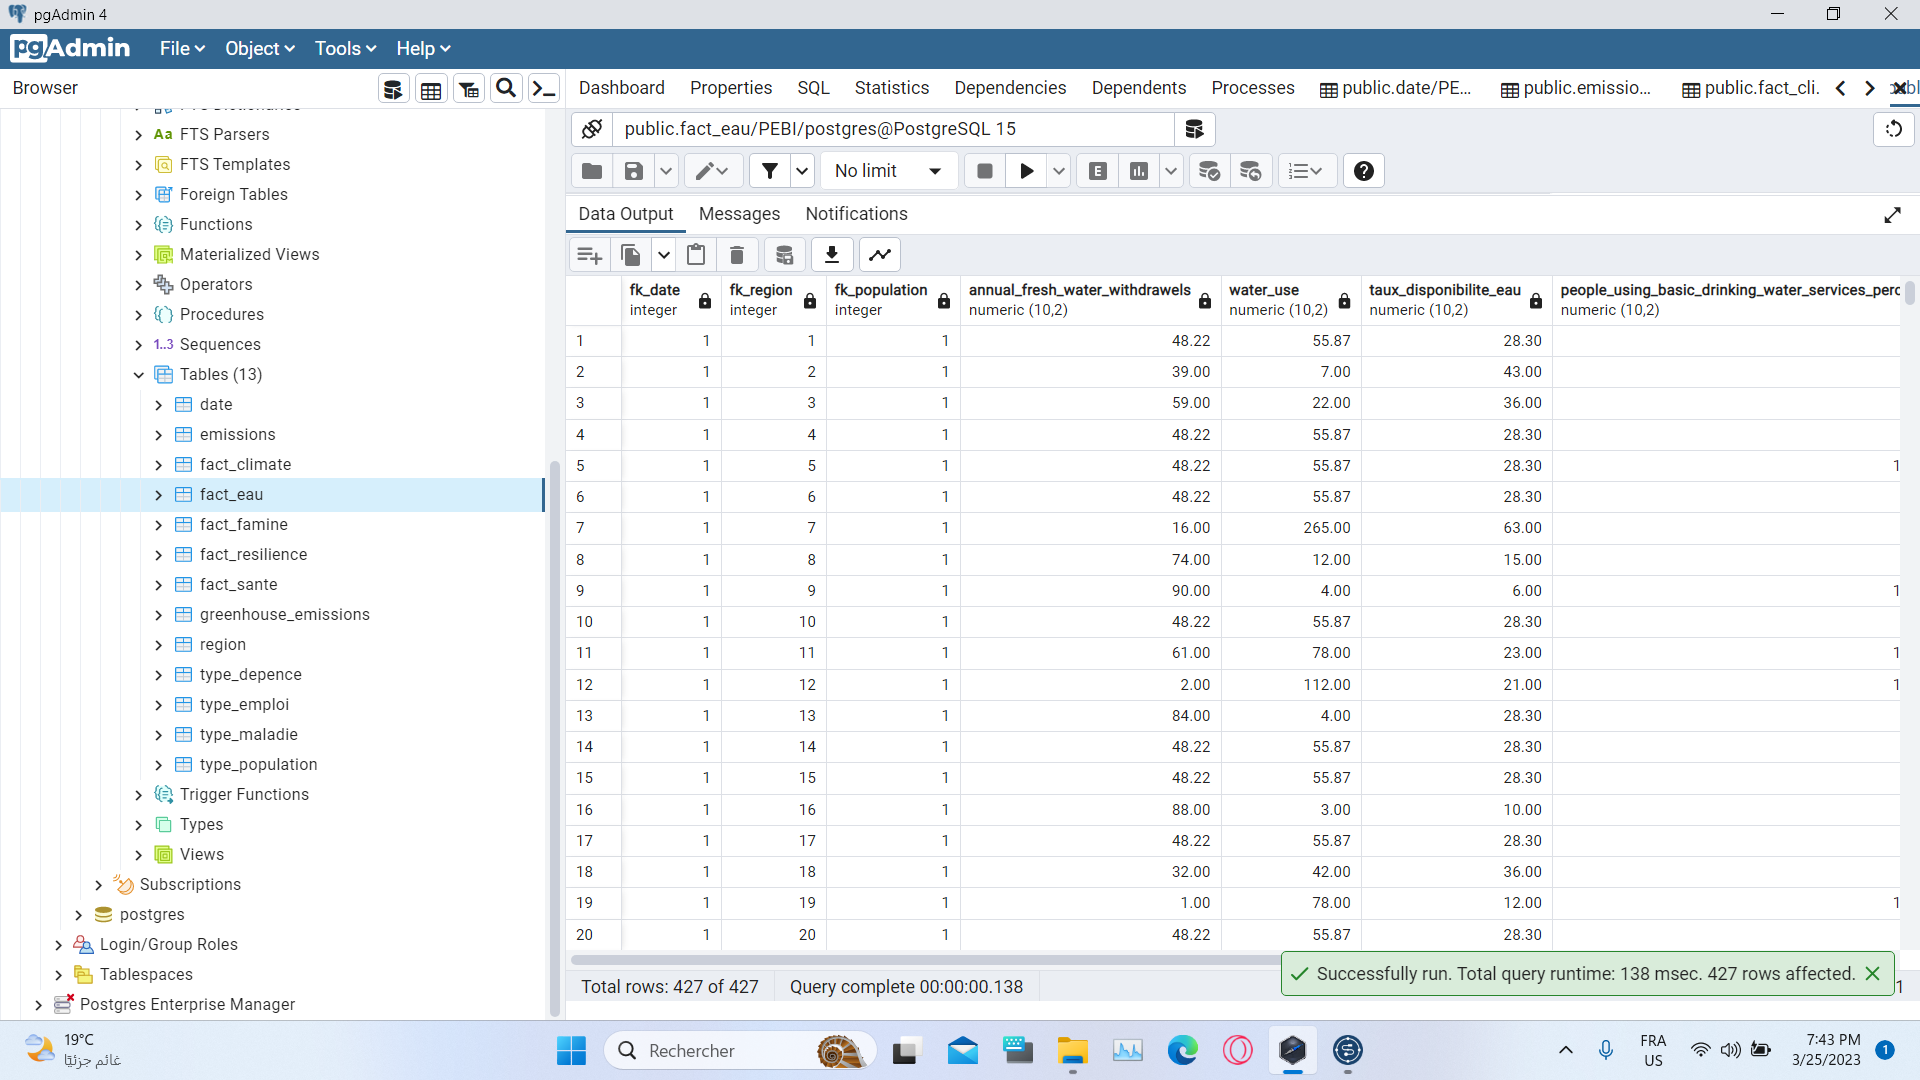 pgAdmin 4
pgAdmin File Object Tools Help
Browser
Dashboard Properties SQL Statistics Dependencies Dependents Processes public.date/PE... public.emissio... public.fact_cli.
public.fact_eau/PEBI/postgres@PostgreSQL 15
No limit
Data Output Messages Notifications
Aa FTS Parsers
FTS Templates
Foreign Tables
Functions
Materialized Views
Operators
Procedures
1..3 Sequences
Tables (13)
date
emissions
fact_climate
fact_eau
fact_famine
fact_resilience
fact_sante
greenhouse_emissions
region
type_depence
type_emploi
type_maladie
type_population
Trigger Functions
Types
Views
Subscriptions
postgres
Login/Group Roles
Tablespaces
Postgres Enterprise Manager
fk_date fk_region fk_population annual_fresh_water_withdrawels water_use taux_disponibilite_eau people_using_basic_drinking_water_services_perc
integer integer integer numeric (10,2) numeric (10,2) numeric (10,2) numeric (10,2)
1 1 1 1 48.22 55.87 28.30
2 1 2 1 39.00 7.00 43.00
3 1 3 1 59.00 22.00 36.00
4 1 4 1 48.22 55.87 28.30
5 1 5 1 48.22 55.87 28.30 1
6 1 6 1 48.22 55.87 28.30
7 1 7 1 16.00 265.00 63.00
8 1 8 1 74.00 12.00 15.00
9 1 9 1 90.00 4.00 6.00 1
10 1 10 1 48.22 55.87 28.30
11 1 11 1 61.00 78.00 23.00 1
12 1 12 1 2.00 112.00 21.00 1
13 1 13 1 84.00 4.00 28.30
14 1 14 1 48.22 55.87 28.30
15 1 15 1 48.22 55.87 28.30
16 1 16 1 88.00 3.00 10.00
17 1 17 1 48.22 55.87 28.30
18 1 18 1 32.00 42.00 36.00
19 1 19 1 1.00 78.00 12.00 1
20 1 20 1 48.22 55.87 28.30
Successfully run. Total query runtime: 138 msec. 427 rows affected.
Total rows: 427 of 427 Query complete 00:00:00.138
19°C
غائم جزئيًا
Rechercher
FRA
US
7:43 PM
3/25/2023
1